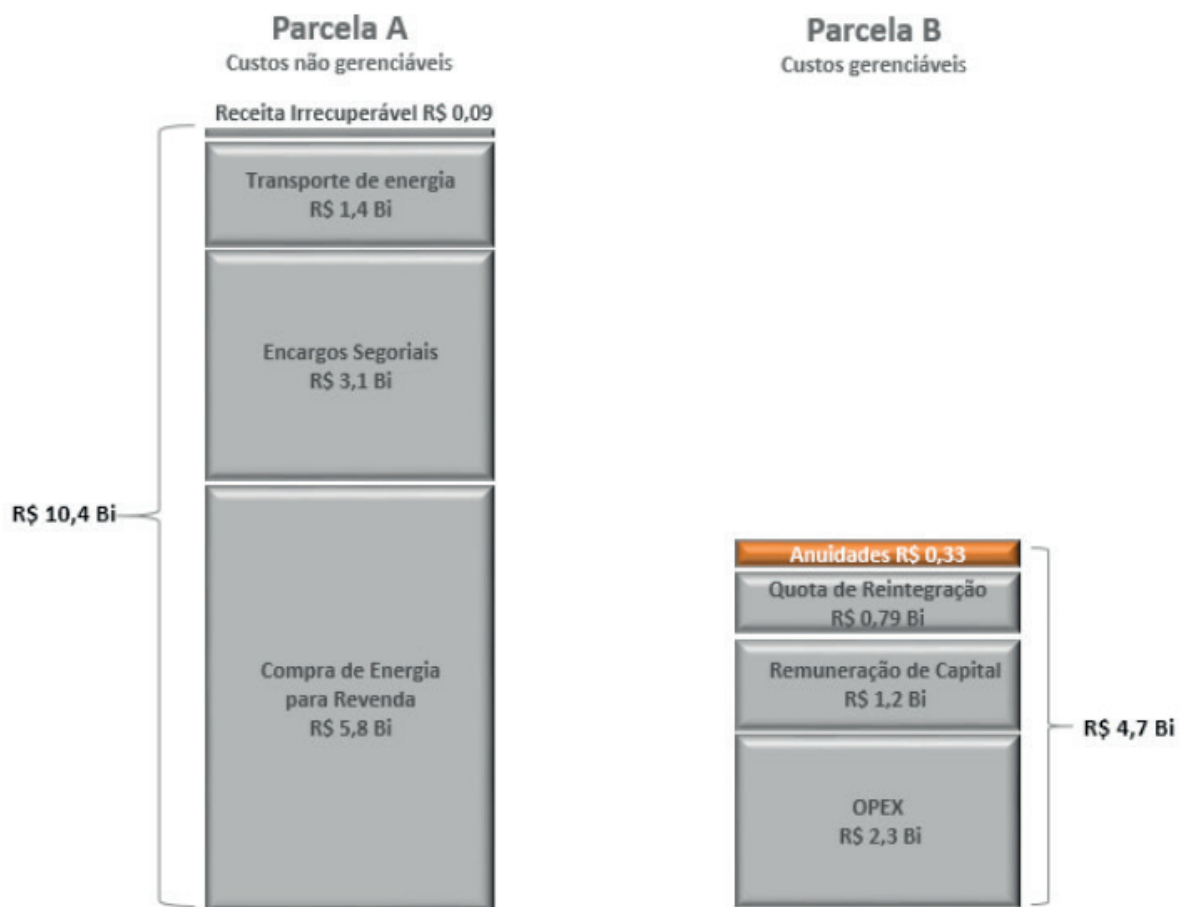 Parcela A
Custos não gerenciáveis
Receita Irrecuperável R$ 0,09
Transporte de energia
R$ 1,4 Bi
Encargos Segoriais
R$ 3,1 Bi
R$ 10,4 Bi
Compra de Energia
para Revenda
R$ 5,8 Bi
Parcela B
Custos gerenciáveis
Anuidades R$ 0,33
Quota de Reintegração
R$ 0,79 Bi
Remuneração de Capital
R$ 1,2 Bi
R$ 4,7 Bi
OPEX
R$ 2,3 Bi